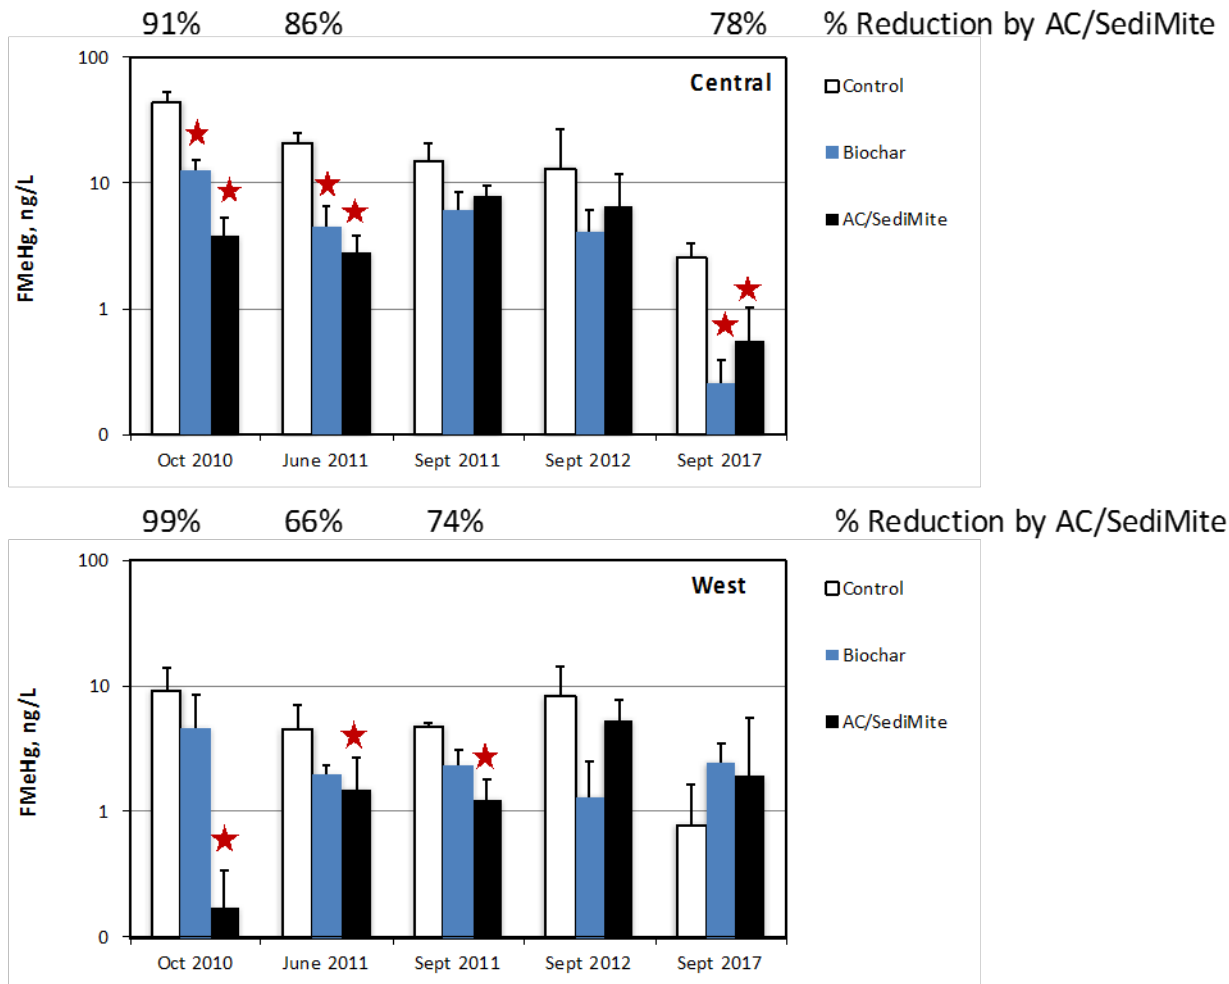 91% 86% 78% % Reduction by AC/SediMite
100
Central
Control
Biochar
10
AC/SediMite
FMeHg, ng/L
1
0
Oct 2010 June 2011 Sept 2011 Sept 2012 Sept 2017
99% 66% 74% % Reduction by AC/SediMite
100
West
Control
Biochar
10
AC/SediMite
FMeHg, ng/L
1
0
Oct 2010 June 2011 Sept 2011 Sept 2012 Sept 2017